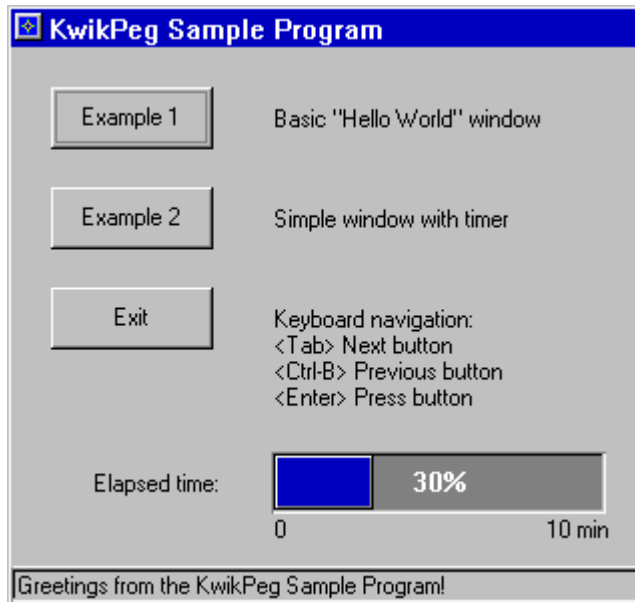 KwikPeg Sample Program
Example 1
Basic "Hello World" window
Example 2
Simple window with timer
Exit
Keyboard navigation:
<Tab> Next button
<Ctrl-B> Previous button
<Enter> Press button
Elapsed time:
30%
0
10 min
Greetings from the KwikPeg Sample Program!